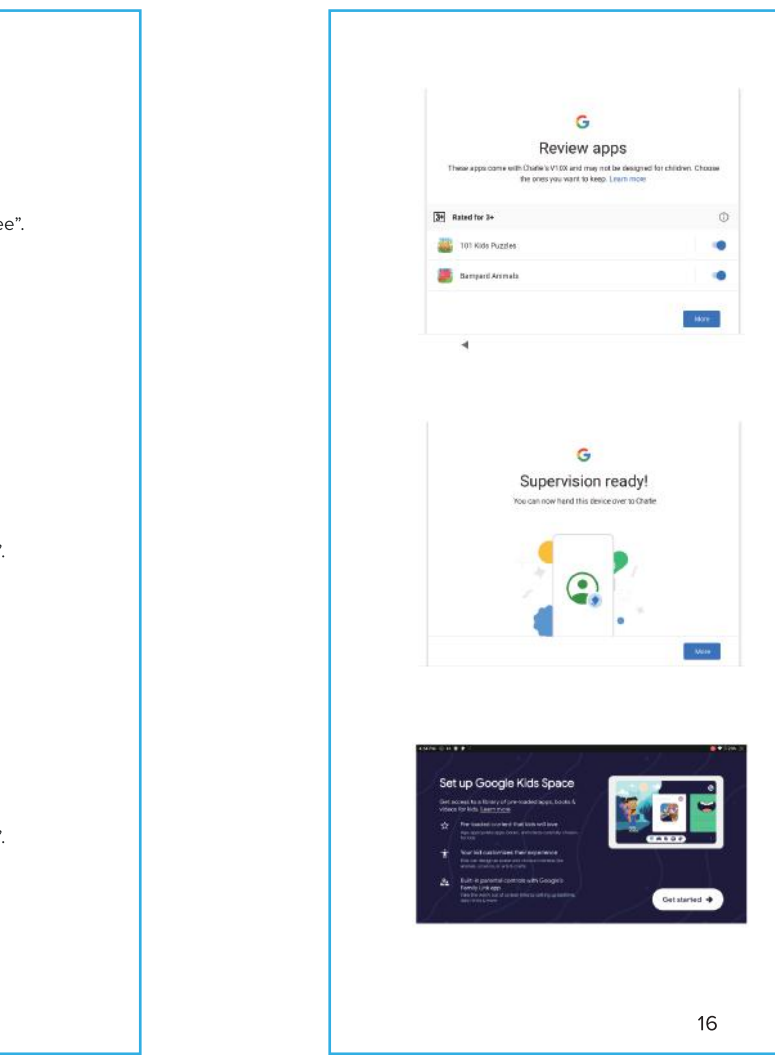 ee”.
”.
”.
G
Review apps
These apps come with Chatie's V10X and may not be designed for children. Choose
the ones you want to keep. Learn more
3+ Rated for 3+
101 Kids Puzzles
Barnyard Animals
More
G
Supervision ready!
You can now hand this device over to Chatie
More
Set up Google Kids Space
Get access to a library of pre-loaded apps, books &
videos for kids. Learn more
Pre-loaded content that kids will love
Your kid customizes their experience
Built-in parental controls with Google's
Family Link app
Get started
16